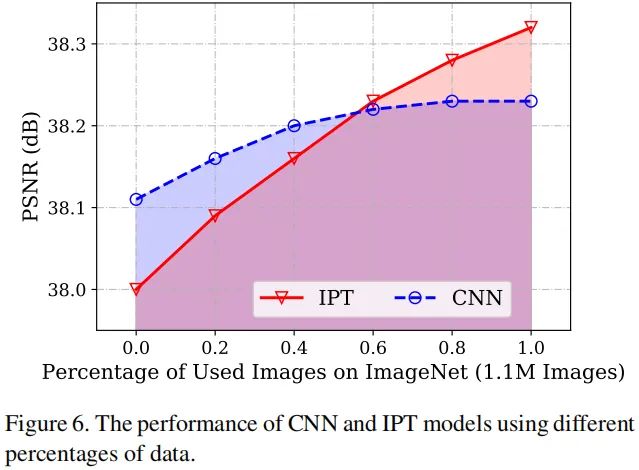 PSNR (dB)
38.3
38.2
38.1
38.0
IPT
CNN
0.0 0.2 0.4 0.6 0.8 1.0
Percentage of Used Images on ImageNet (1.1M Images)
Figure 6. The performance of CNN and IPT models using different
percentages of data.